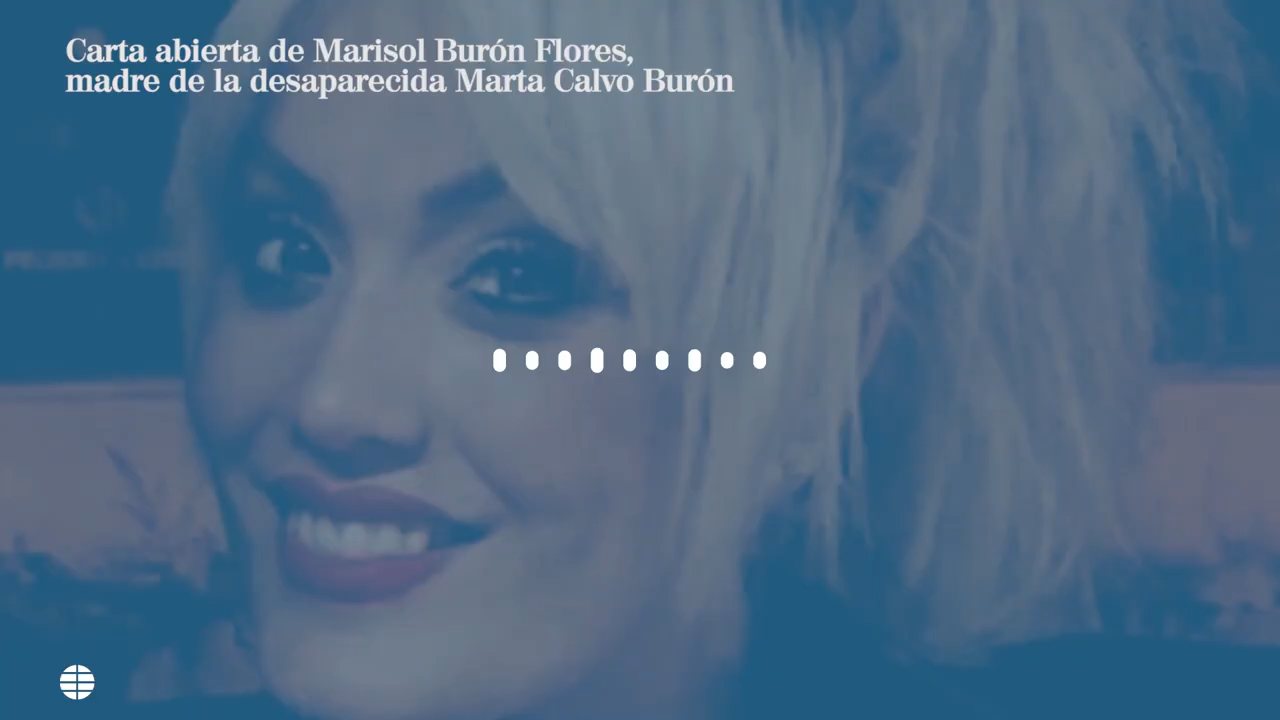 Carta abierta de Marisol Burón Flores,
madre de la desaparecida Marta Calvo Burón